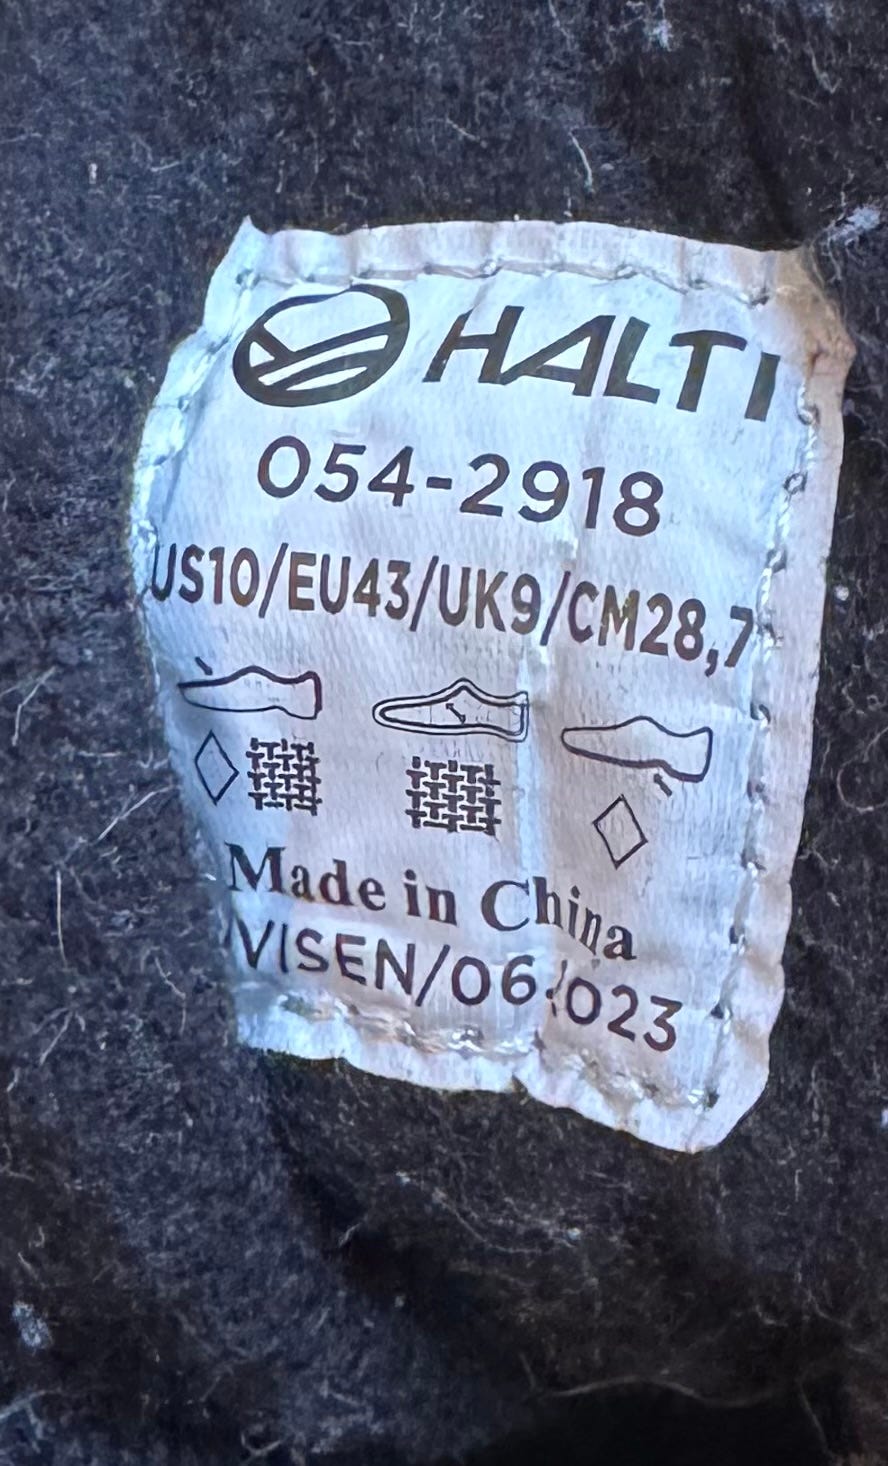 HALTI
054-2918
US10/EU43/UK9/CM28,7
Made in China